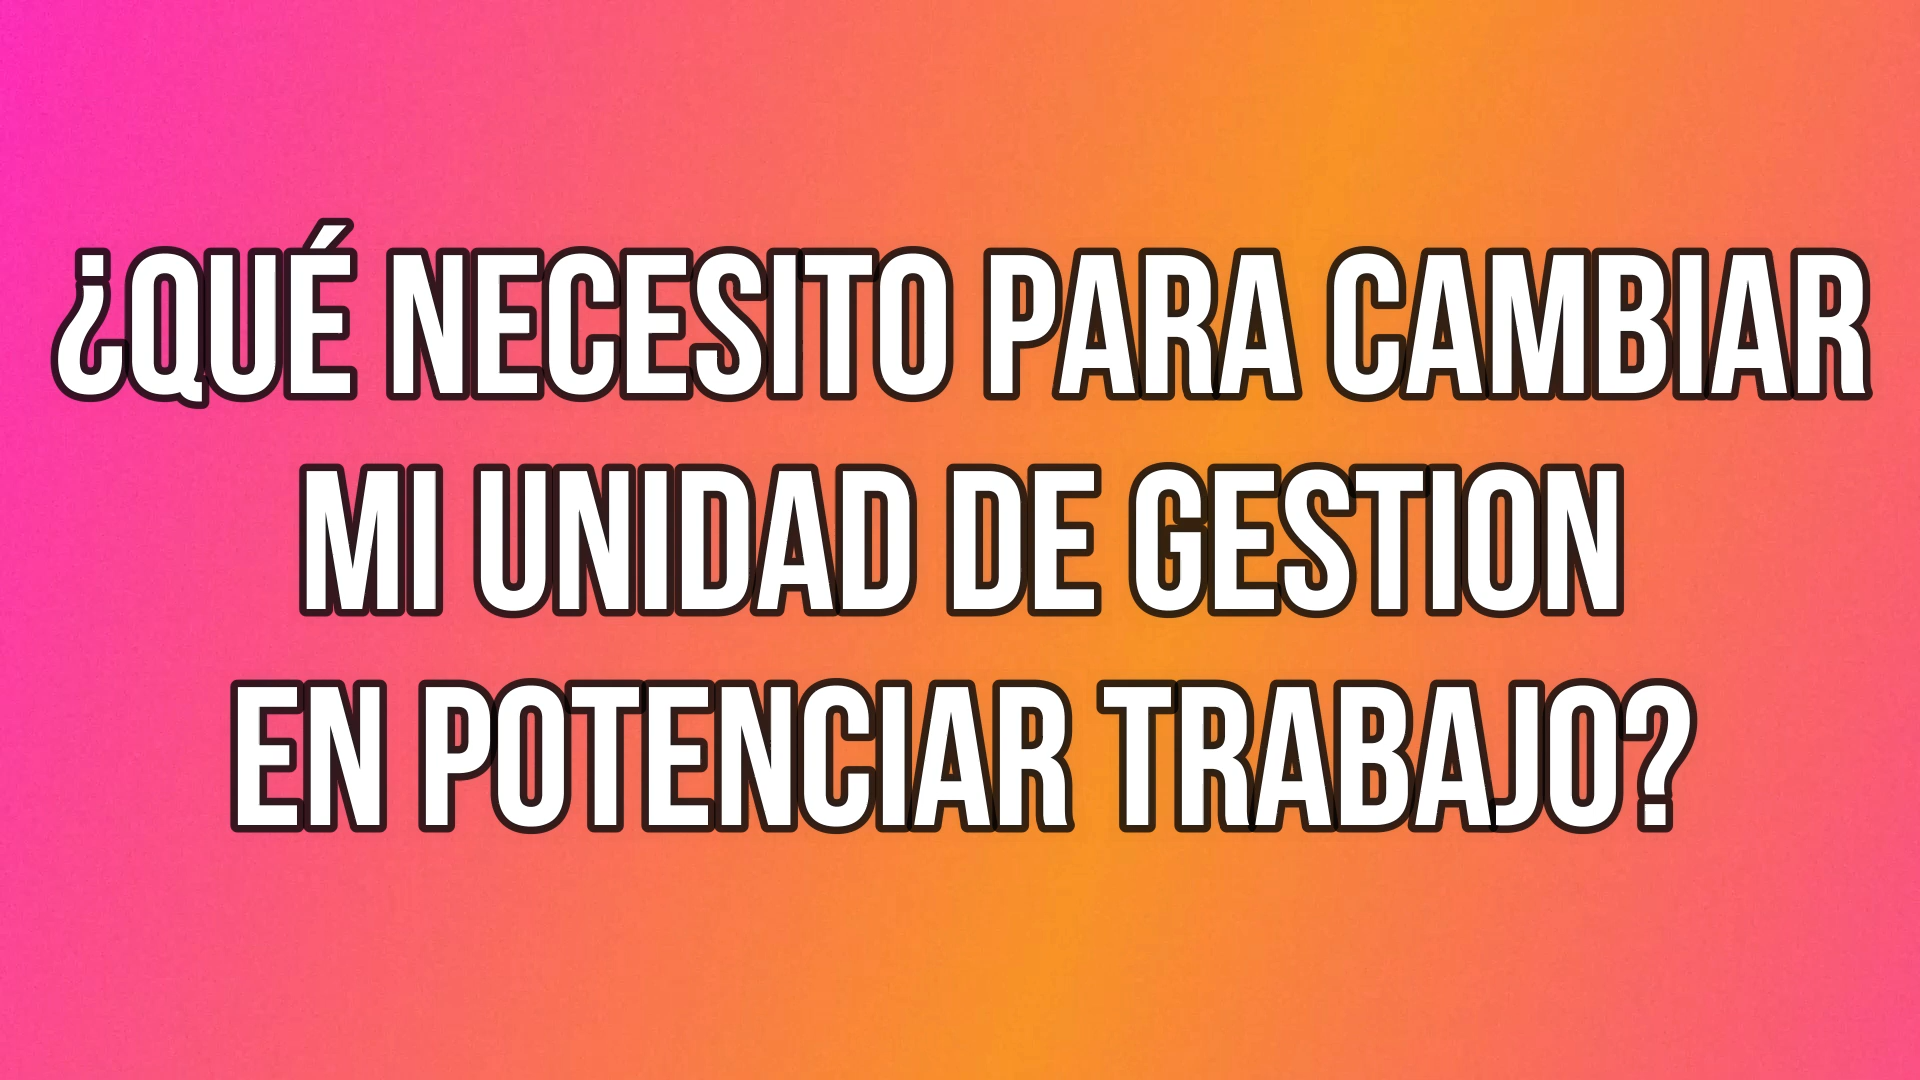 ¿QUÉ NECESITO PARA CAMBIAR
MI UNIDAD DE GESTION
EN POTENCIAR TRABAJO?